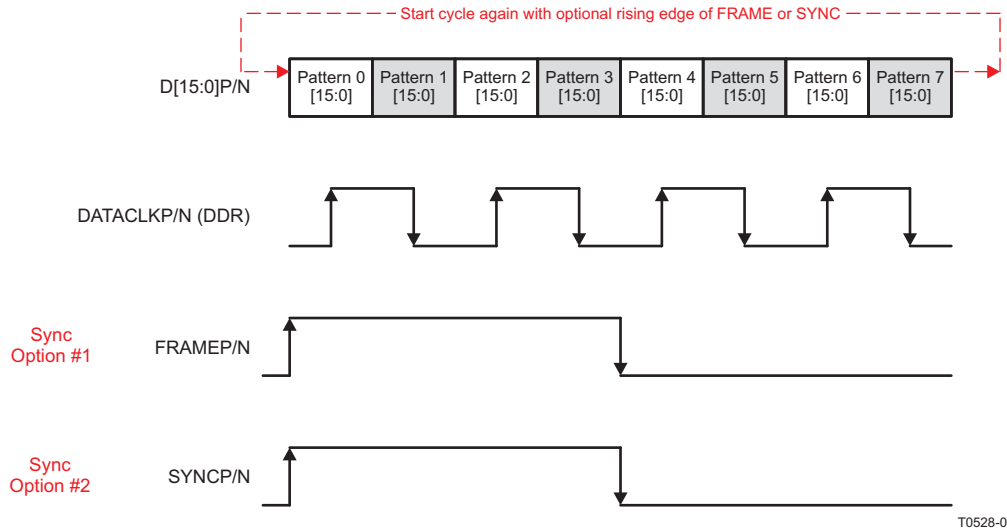 Start cycle again with optional rising edge of FRAME or SYNC
D[15:0]P/N
Pattern 0
[15:0]
Pattern 1
[15:0]
Pattern 2
[15:0]
Pattern 3
[15:0]
Pattern 4
[15:0]
Pattern 5
[15:0]
Pattern 6
[15:0]
Pattern 7
[15:0]
DATACLKP/N (DDR)
Sync
Option #1
FRAMEP/N
Sync
Option #2
SYNCP/N
T0528-0